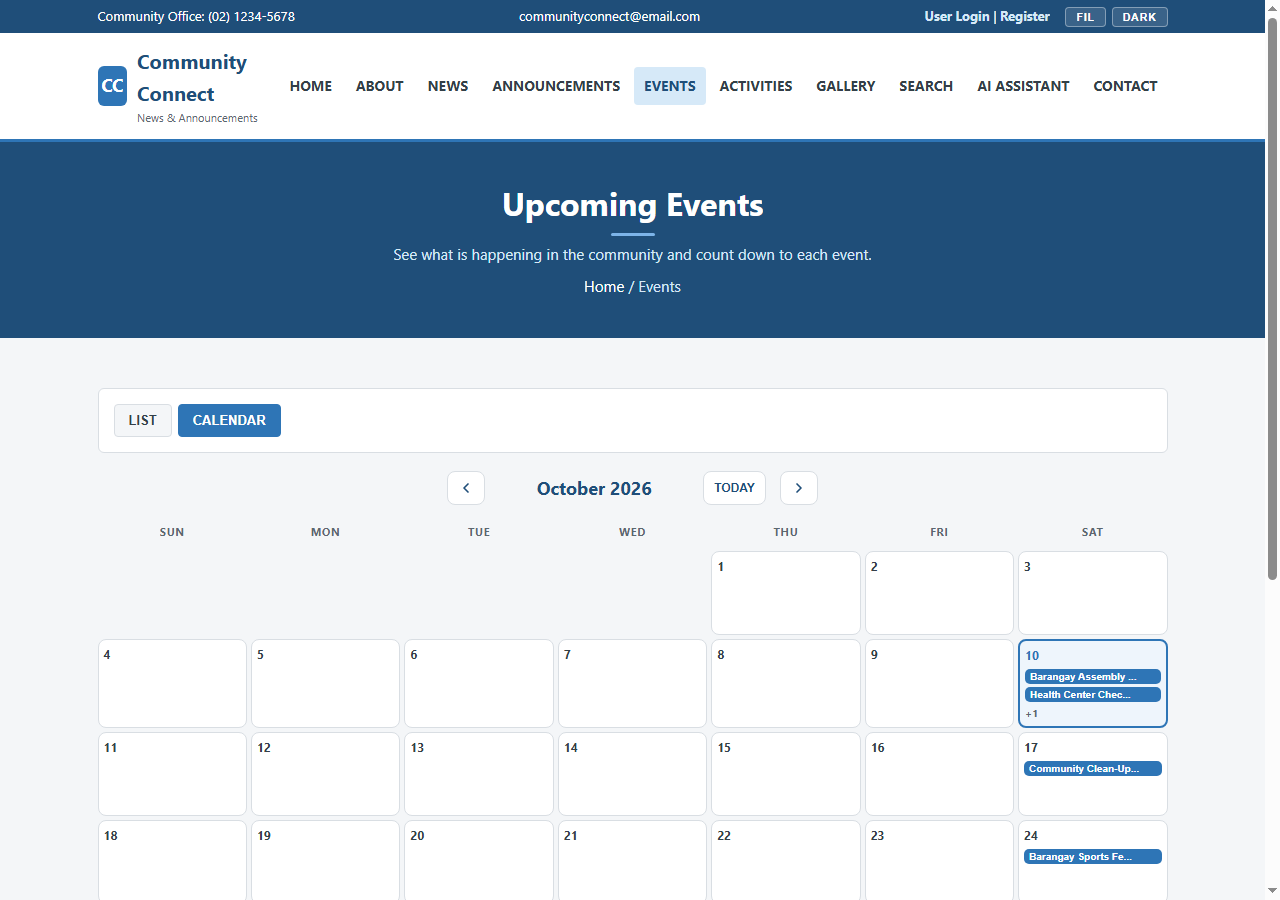 Community Office: (02) 1234-5678
communityconnect@email.com
User Login | Register
FIL
DARK
CC
Community
Connect
News & Announcements
HOME
ABOUT
NEWS
ANNOUNCEMENTS
EVENTS
ACTIVITIES
GALLERY
SEARCH
AI ASSISTANT
CONTACT
Upcoming Events
See what is happening in the community and count down to each event.
Home / Events
LIST
CALENDAR
October 2026
TODAY
SUN
MON
TUE
WED
THU
FRI
SAT
1
2
3
4
5
6
7
8
9
10
Barangay Assembly ...
Health Center Chec...
+1
11
12
13
14
15
16
17
Community Clean-Up...
18
19
20
21
22
23
24
Barangay Sports Fe...